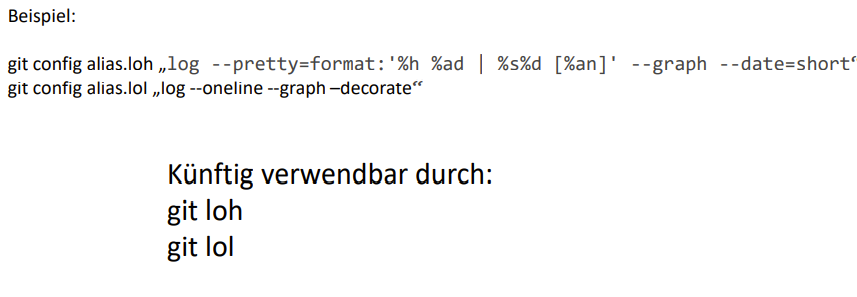 Beispiel:
git config alias.loh „log --pretty=format:'%h %ad | %s%d [%an]' --graph --date=short“
git config alias.lol „log --oneline --graph –decorate“
Künftig verwendbar durch:
git loh
git lol